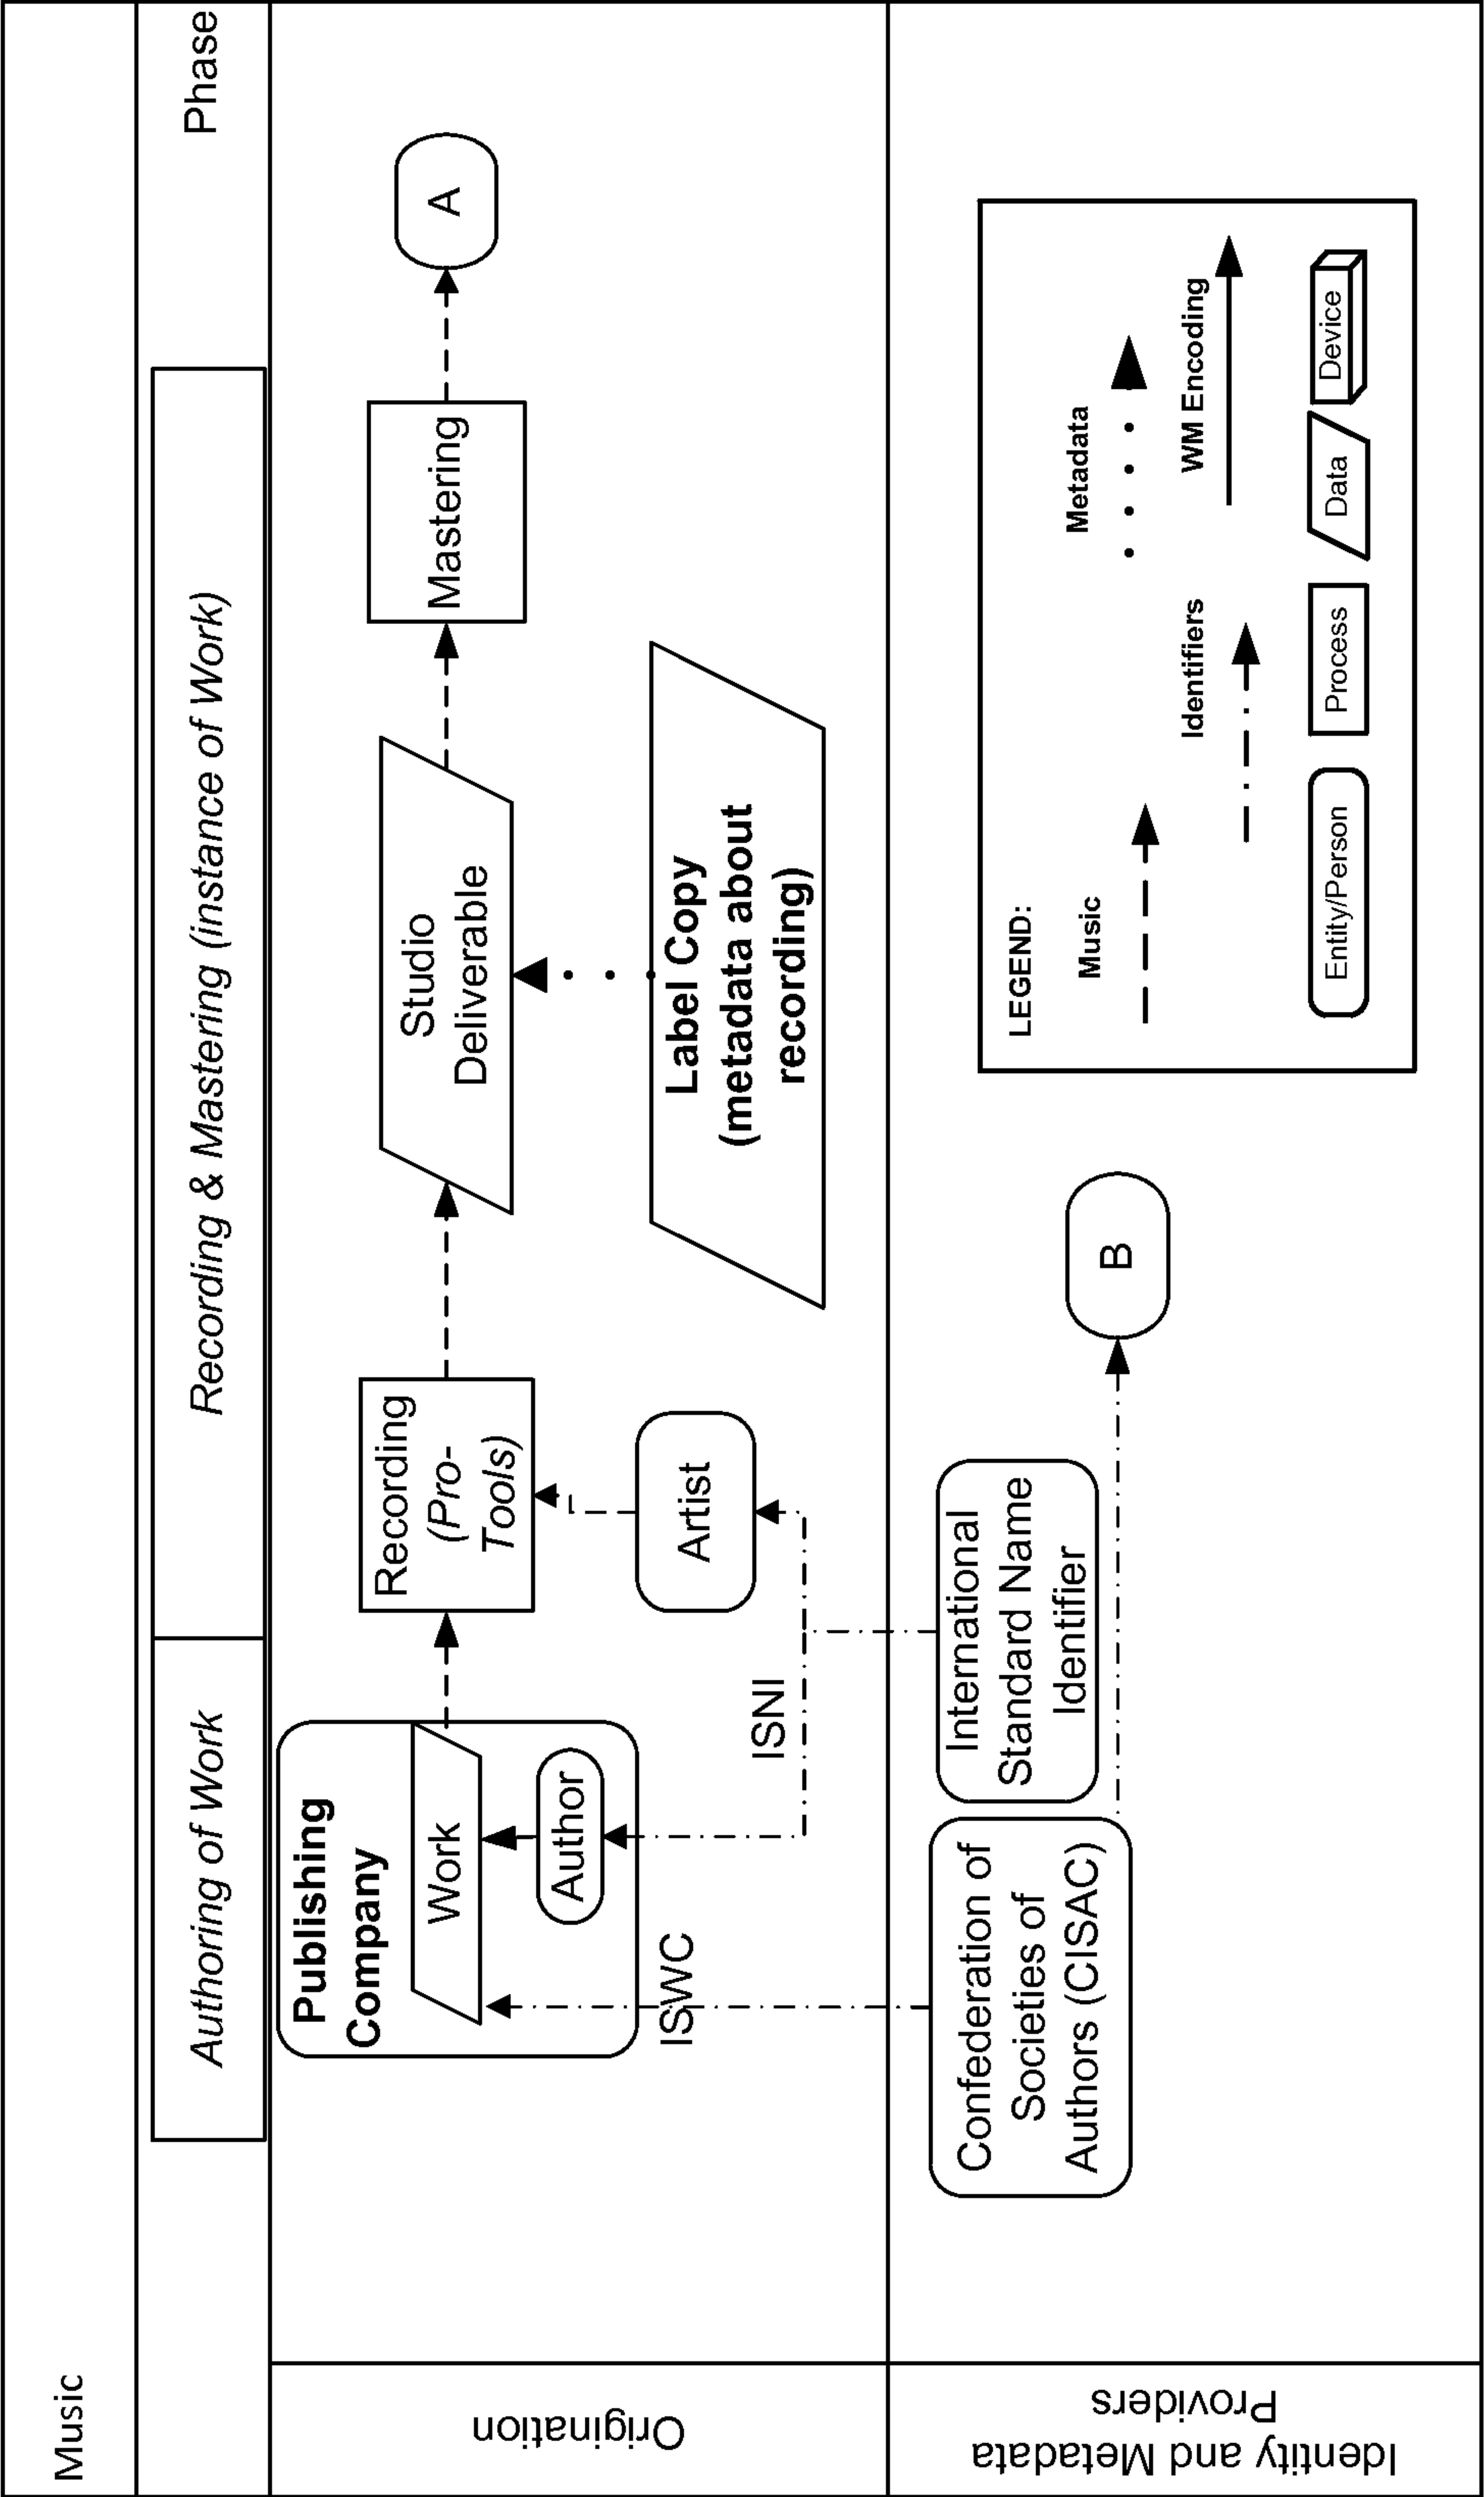 Music
Phase
Authoring of Work
Recording & Mastering (instance of Work)
Origination
Publishing
Company
Work
Author
ISWC
ISNI
Recording
(Pro-
Tools)
Artist
Studio
Deliverable
Label Copy
(metadata about
recording)
Mastering
A
Identity and Metadata
Providers
Confederation of
Societies of
Authors (CISAC)
International
Standard Name
Identifier
B
LEGEND:
Music
Metadata
Identifiers
WM Encoding
Entity/Person
Process
Data
Device